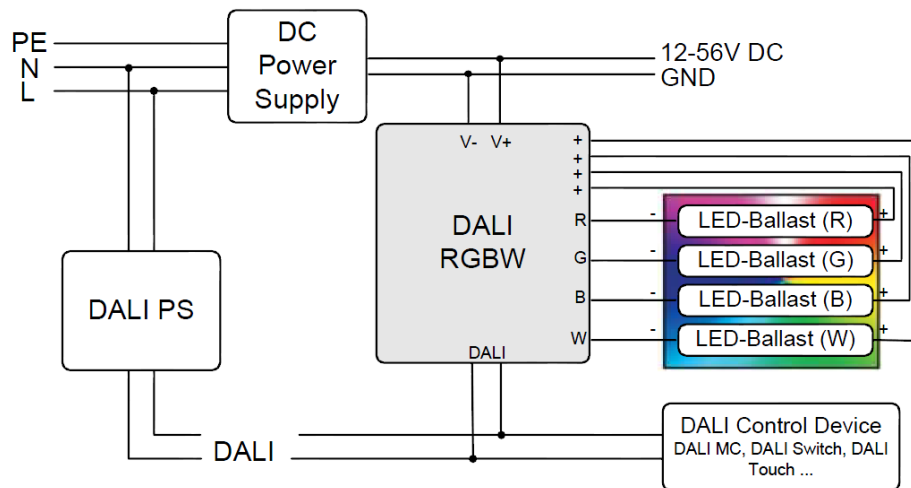 PE
N
L
DC
Power
Supply
12-56V DC
GND
V- V+
+
+
+
+
DALI
RGBW
R
G
B
W
DALI
- LED-Ballast (R) +
- LED-Ballast (G) +
- LED-Ballast (B) +
- LED-Ballast (W) +
DALI PS
DALI
DALI Control Device
DALI MC, DALI Switch, DALI
Touch ...